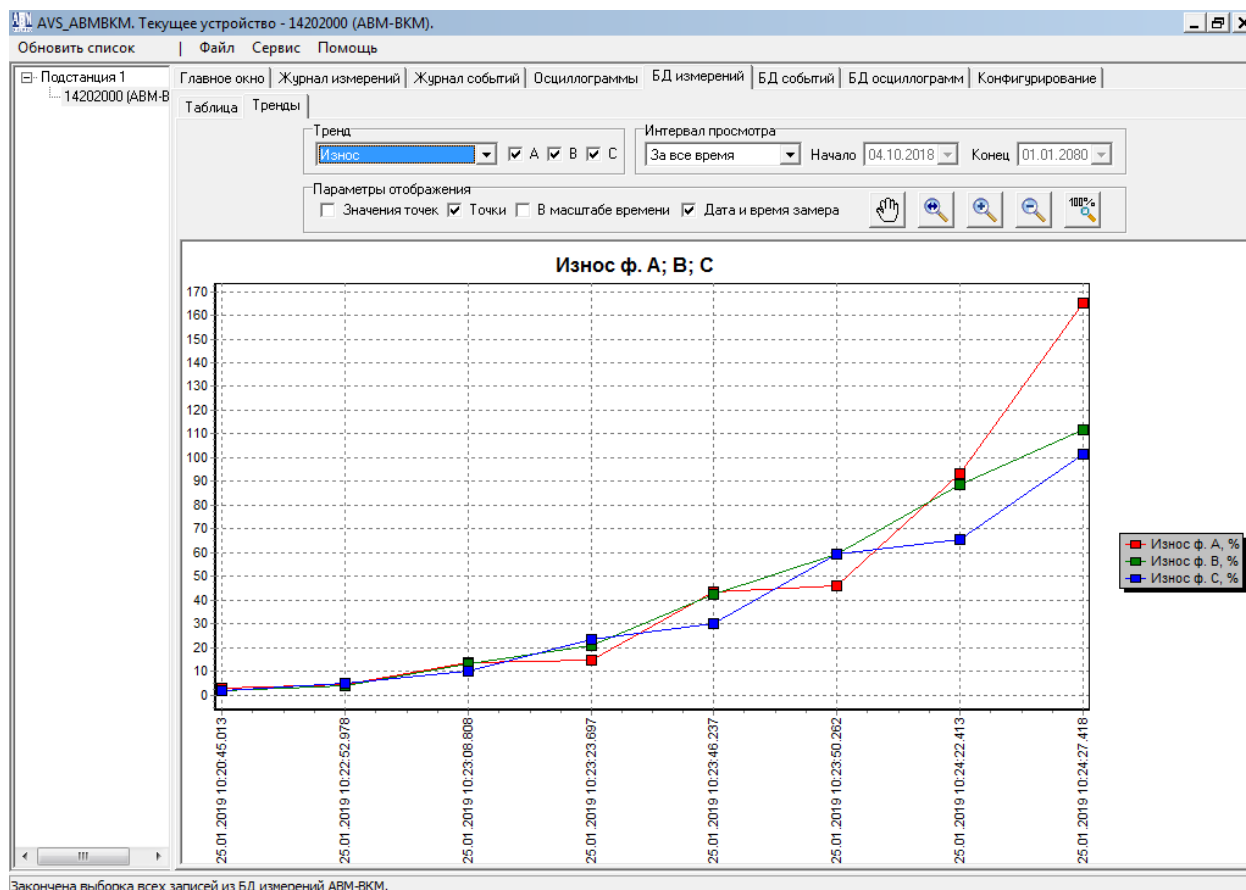 AVS_ABMBKM. Текущее устройство - 14202000 (АВМ-ВКМ).
Обновить список | Файл Сервис Помощь
Подстанция 1
14202000 (АВМ-В
Главное окно Журнал измерений Журнал событий Осциллограммы БД измерений БД событий БД осциллограмм Конфигурирование
Таблица Тренды
Тренд
Износ A B C
Интервал просмотра
За все время Начало 04.10.2018 Конец 01.01.2080
Параметры отображения
Значения точек Точки В масштабе времени Дата и время замера 100%
Износ ф. A; B; C
170
160
150
140
130
120
110
100
90
80
70
60
50
40
30
20
10
0
25.01.2019 10:20:45.013
25.01.2019 10:22:52.978
25.01.2019 10:23:08.808
25.01.2019 10:23:23.697
25.01.2019 10:23:46.237
25.01.2019 10:23:50.262
25.01.2019 10:24:22.413
25.01.2019 10:24:27.418
Износ ф. A, %
Износ ф. B, %
Износ ф. C, %
Закончена выборка всех записей из БД измерений АВМ-ВКМ.